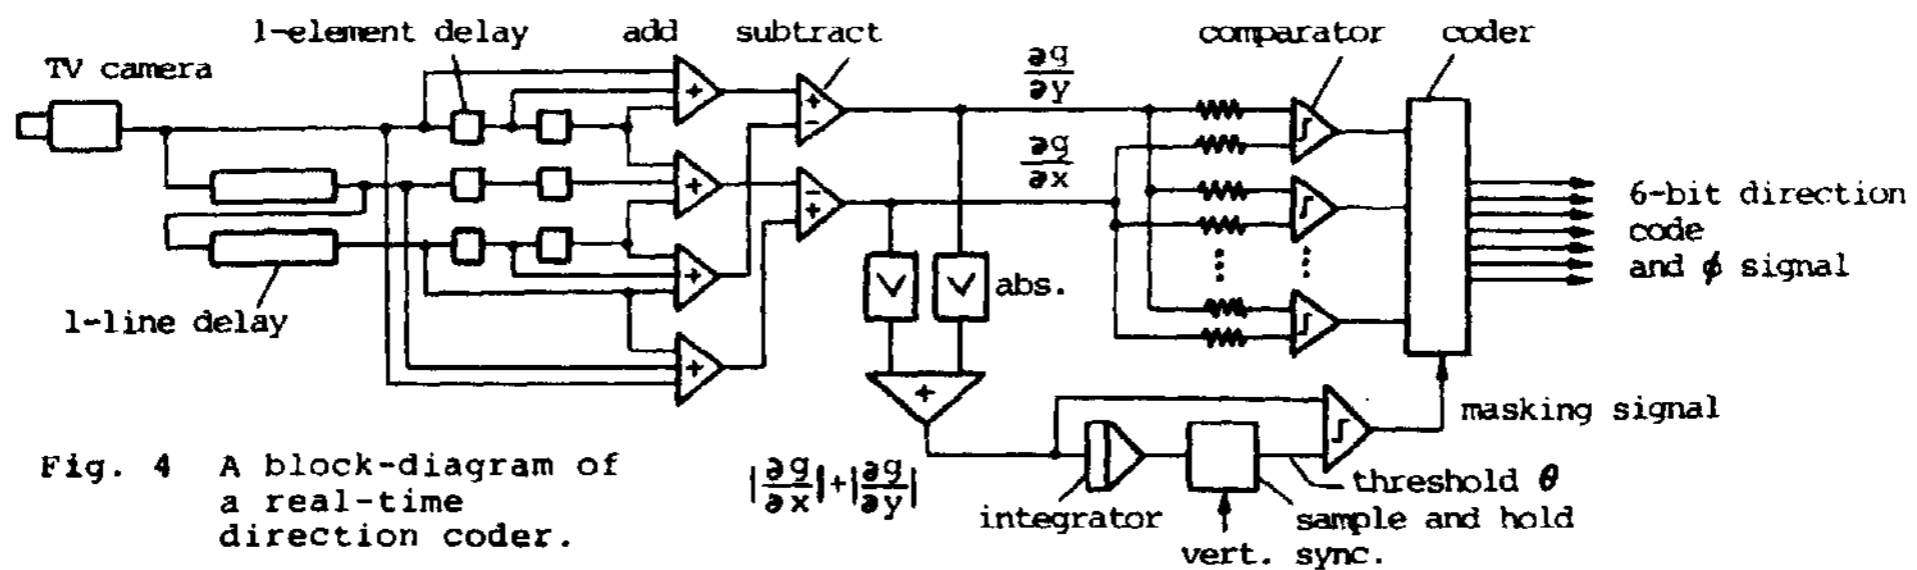 1-element delay
add
subtract
comparator
coder
TV camera
∂g
∂y
+
+
−
∂g
∂x
+
−
+
6-bit direction
code
and ϕ signal
+
abs.
1-line delay
+
+
masking signal
Fig. 4 A block-diagram of
a real-time
direction coder.
|∂g/∂x|+|∂g/∂y|
integrator
threshold θ
sample and hold
vert. sync.